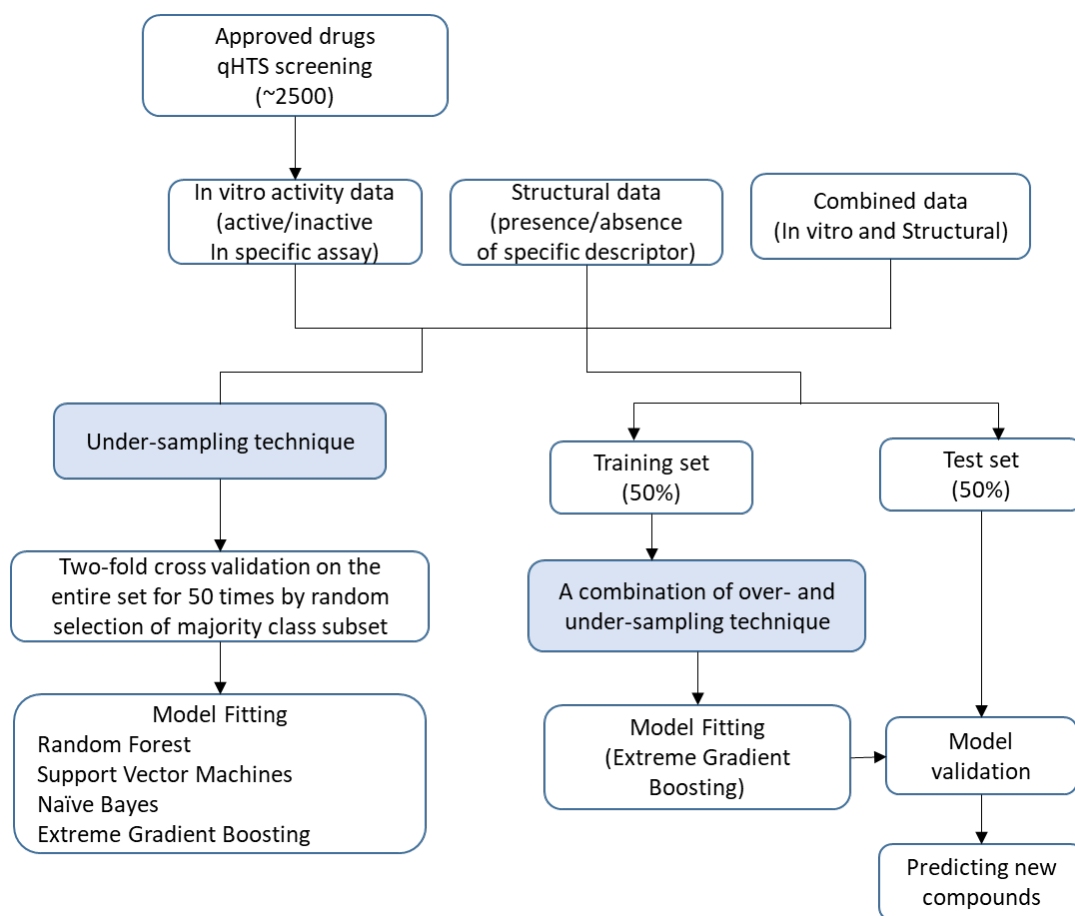 Approved drugs
qHTS screening
(~2500)
In vitro activity data
(active/inactive
In specific assay)
Structural data
(presence/absence
of specific descriptor)
Combined data
(In vitro and Structural)
Under-sampling technique
Training set
(50%)
Test set
(50%)
Two-fold cross validation on the
entire set for 50 times by random
selection of majority class subset
A combination of over- and
under-sampling technique
Model Fitting
Random Forest
Support Vector Machines
Naïve Bayes
Extreme Gradient Boosting
Model Fitting
(Extreme Gradient
Boosting)
Model
validation
Predicting new
compounds